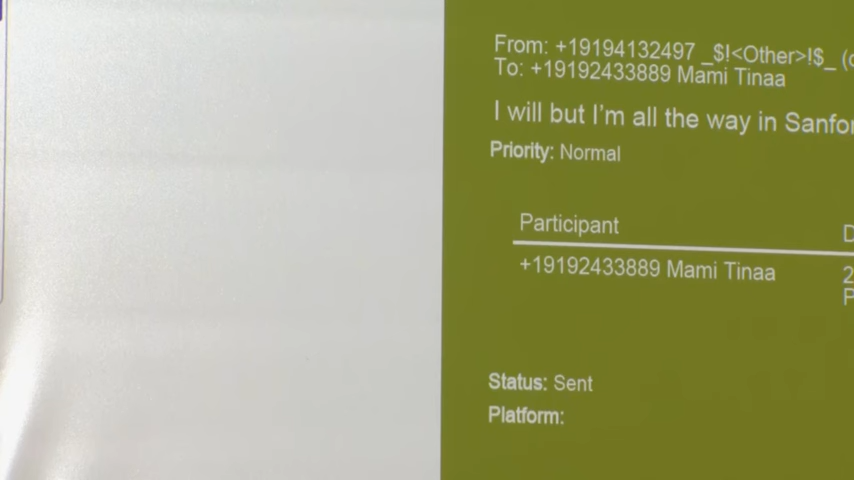 From: +19194132497 _$!<Other>!$_ (
To: +19192433889 Mami Tinaa
I will but I'm all the way in Sanfor
Priority: Normal
Participant
+19192433889 Mami Tinaa
Status: Sent
Platform: